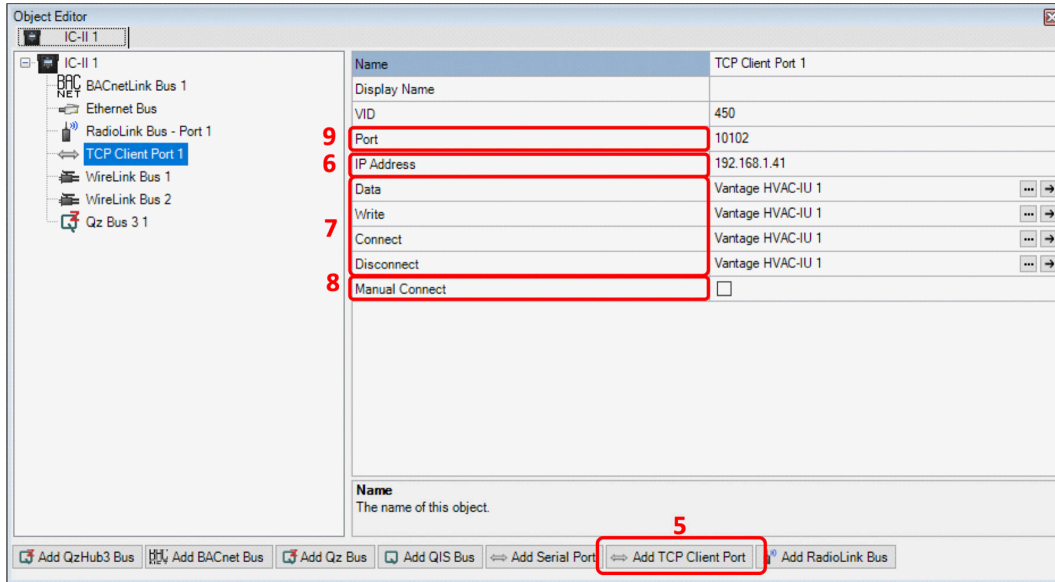 Object Editor
IC-II 1
IC-II 1
BAC NET BACnetLink Bus 1
Ethernet Bus
RadioLink Bus - Port 1
TCP Client Port 1
WireLink Bus 1
WireLink Bus 2
Qz Bus 3 1
Name TCP Client Port 1
Display Name
VID 450
9 Port 10102
6 IP Address 192.168.1.41
Data Vantage HVAC-IU 1 ...
Write Vantage HVAC-IU 1 ...
7
Connect Vantage HVAC-IU 1 ...
Disconnect Vantage HVAC-IU 1 ...
8 Manual Connect
Name
The name of this object.
5
Add QzHub3 Bus Add BACnet Bus Add Qz Bus Add QIS Bus Add Serial Port Add TCP Client Port Add RadioLink Bus